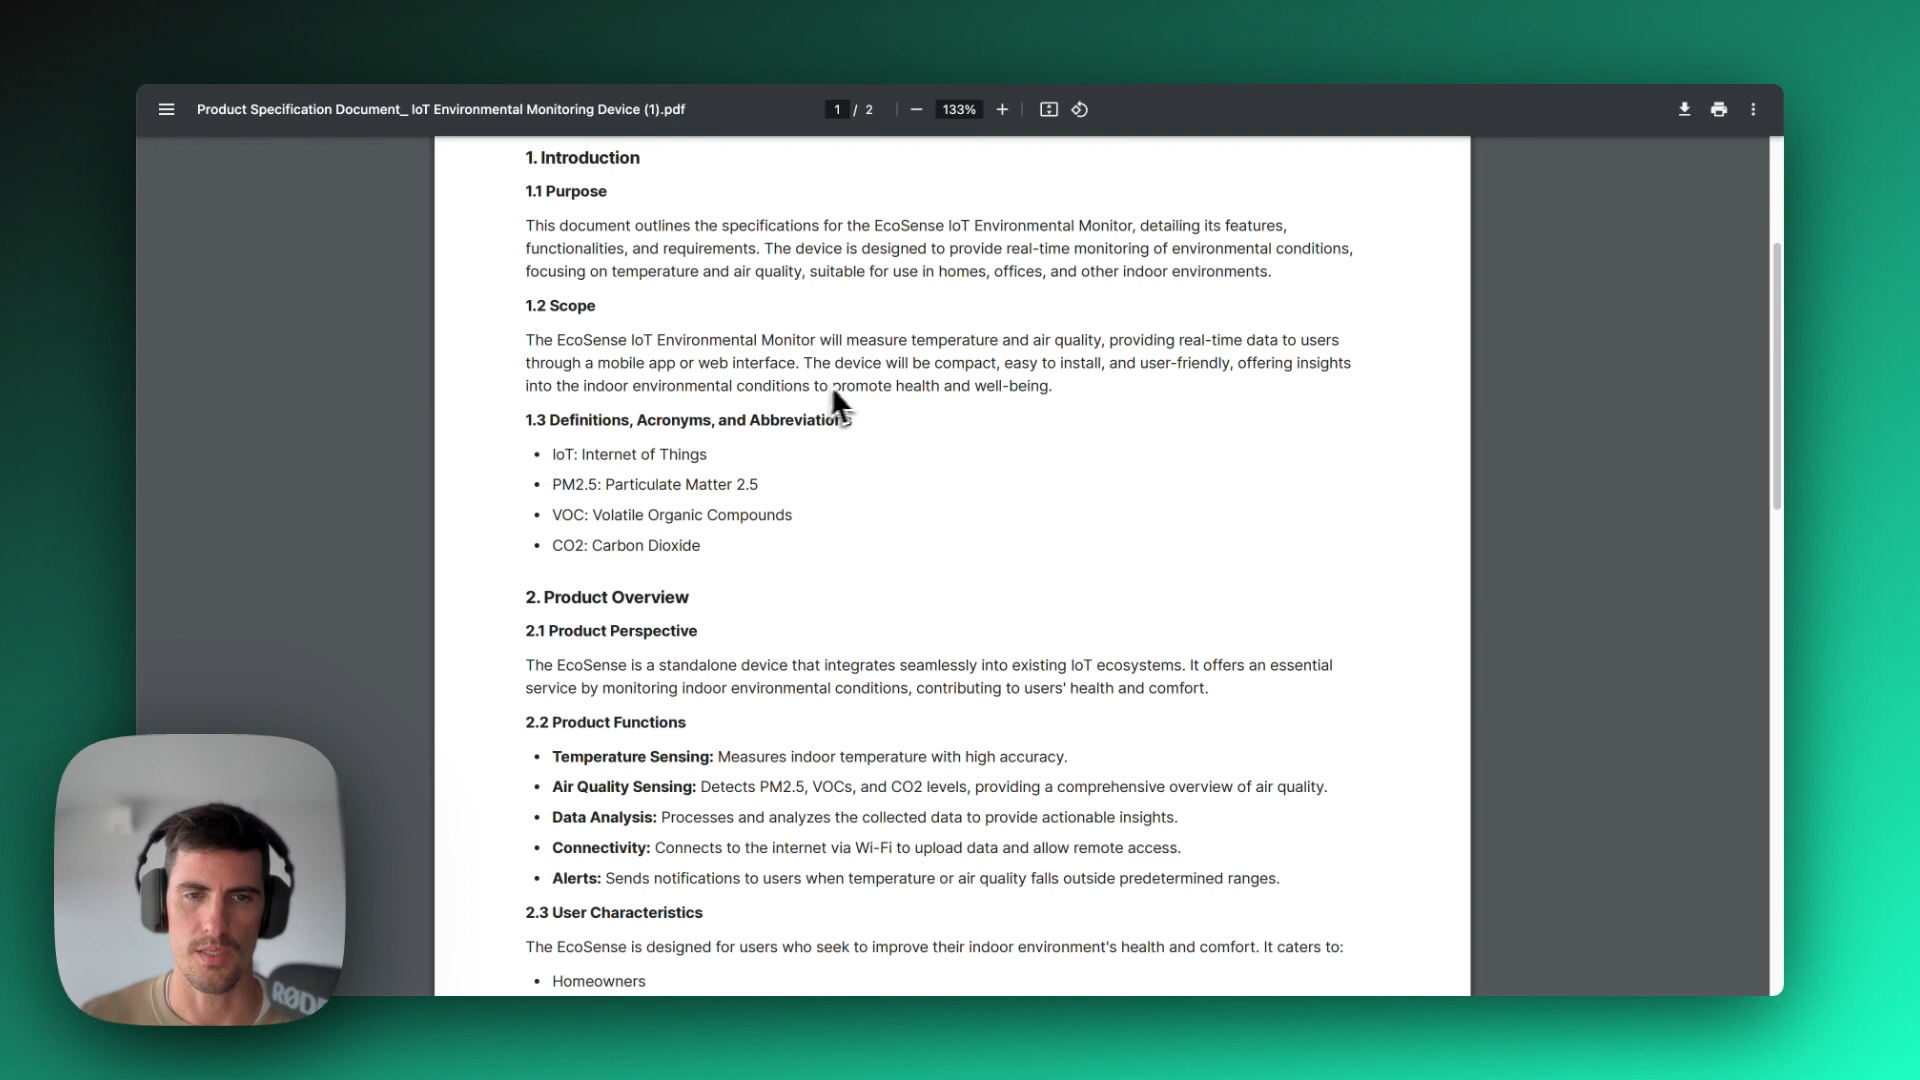 Product Specification Document_ IoT Environmental Monitoring Device (1).pdf
1 / 2
133%
1. Introduction
1.1 Purpose
This document outlines the specifications for the EcoSense IoT Environmental Monitor, detailing its features,
functionalities, and requirements. The device is designed to provide real-time monitoring of environmental conditions,
focusing on temperature and air quality, suitable for use in homes, offices, and other indoor environments.
1.2 Scope
The EcoSense IoT Environmental Monitor will measure temperature and air quality, providing real-time data to users
through a mobile app or web interface. The device will be compact, easy to install, and user-friendly, offering insights
into the indoor environmental conditions to promote health and well-being.
1.3 Definitions, Acronyms, and Abbreviations
• IoT: Internet of Things
• PM2.5: Particulate Matter 2.5
• VOC: Volatile Organic Compounds
• CO2: Carbon Dioxide
2. Product Overview
2.1 Product Perspective
The EcoSense is a standalone device that integrates seamlessly into existing IoT ecosystems. It offers an essential
service by monitoring indoor environmental conditions, contributing to users' health and comfort.
2.2 Product Functions
• Temperature Sensing: Measures indoor temperature with high accuracy.
• Air Quality Sensing: Detects PM2.5, VOCs, and CO2 levels, providing a comprehensive overview of air quality.
• Data Analysis: Processes and analyzes the collected data to provide actionable insights.
• Connectivity: Connects to the internet via Wi-Fi to upload data and allow remote access.
• Alerts: Sends notifications to users when temperature or air quality falls outside predetermined ranges.
2.3 User Characteristics
The EcoSense is designed for users who seek to improve their indoor environment's health and comfort. It caters to:
• Homeowners
RØDE